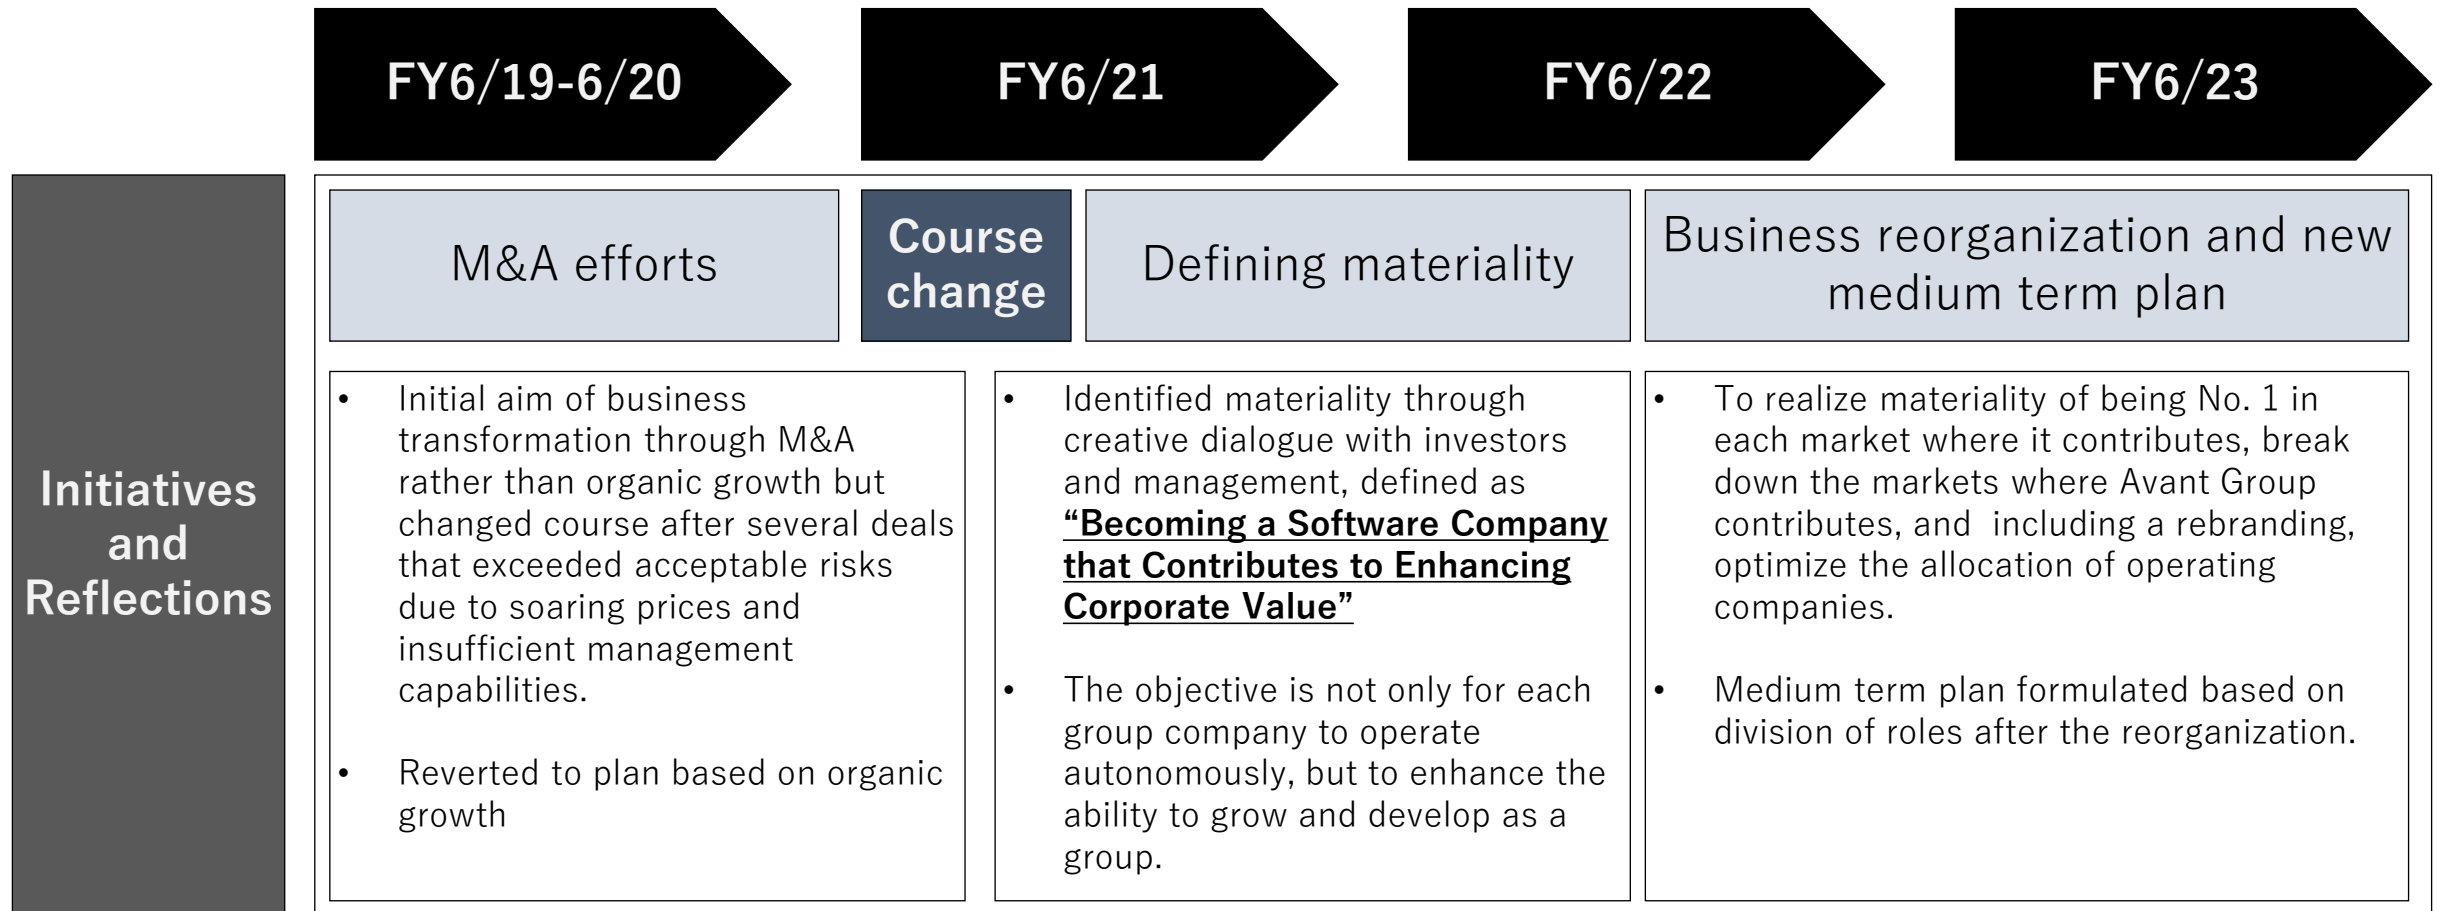 FY6/19-6/20
FY6/21
FY6/22
FY6/23
Initiatives
and
Reflections
M&A efforts
Course
change
Defining materiality
Business reorganization and new
medium term plan
• Initial aim of business
transformation through M&A
rather than organic growth but
changed course after several deals
that exceeded acceptable risks
due to soaring prices and
insufficient management
capabilities.
• Reverted to plan based on organic
growth
• Identified materiality through
creative dialogue with investors
and management, defined as
“Becoming a Software Company
that Contributes to Enhancing
Corporate Value”
• The objective is not only for each
group company to operate
autonomously, but to enhance the
ability to grow and develop as a
group.
• To realize materiality of being No. 1 in
each market where it contributes, break
down the markets where Avant Group
contributes, and including a rebranding,
optimize the allocation of operating
companies.
• Medium term plan formulated based on
division of roles after the reorganization.